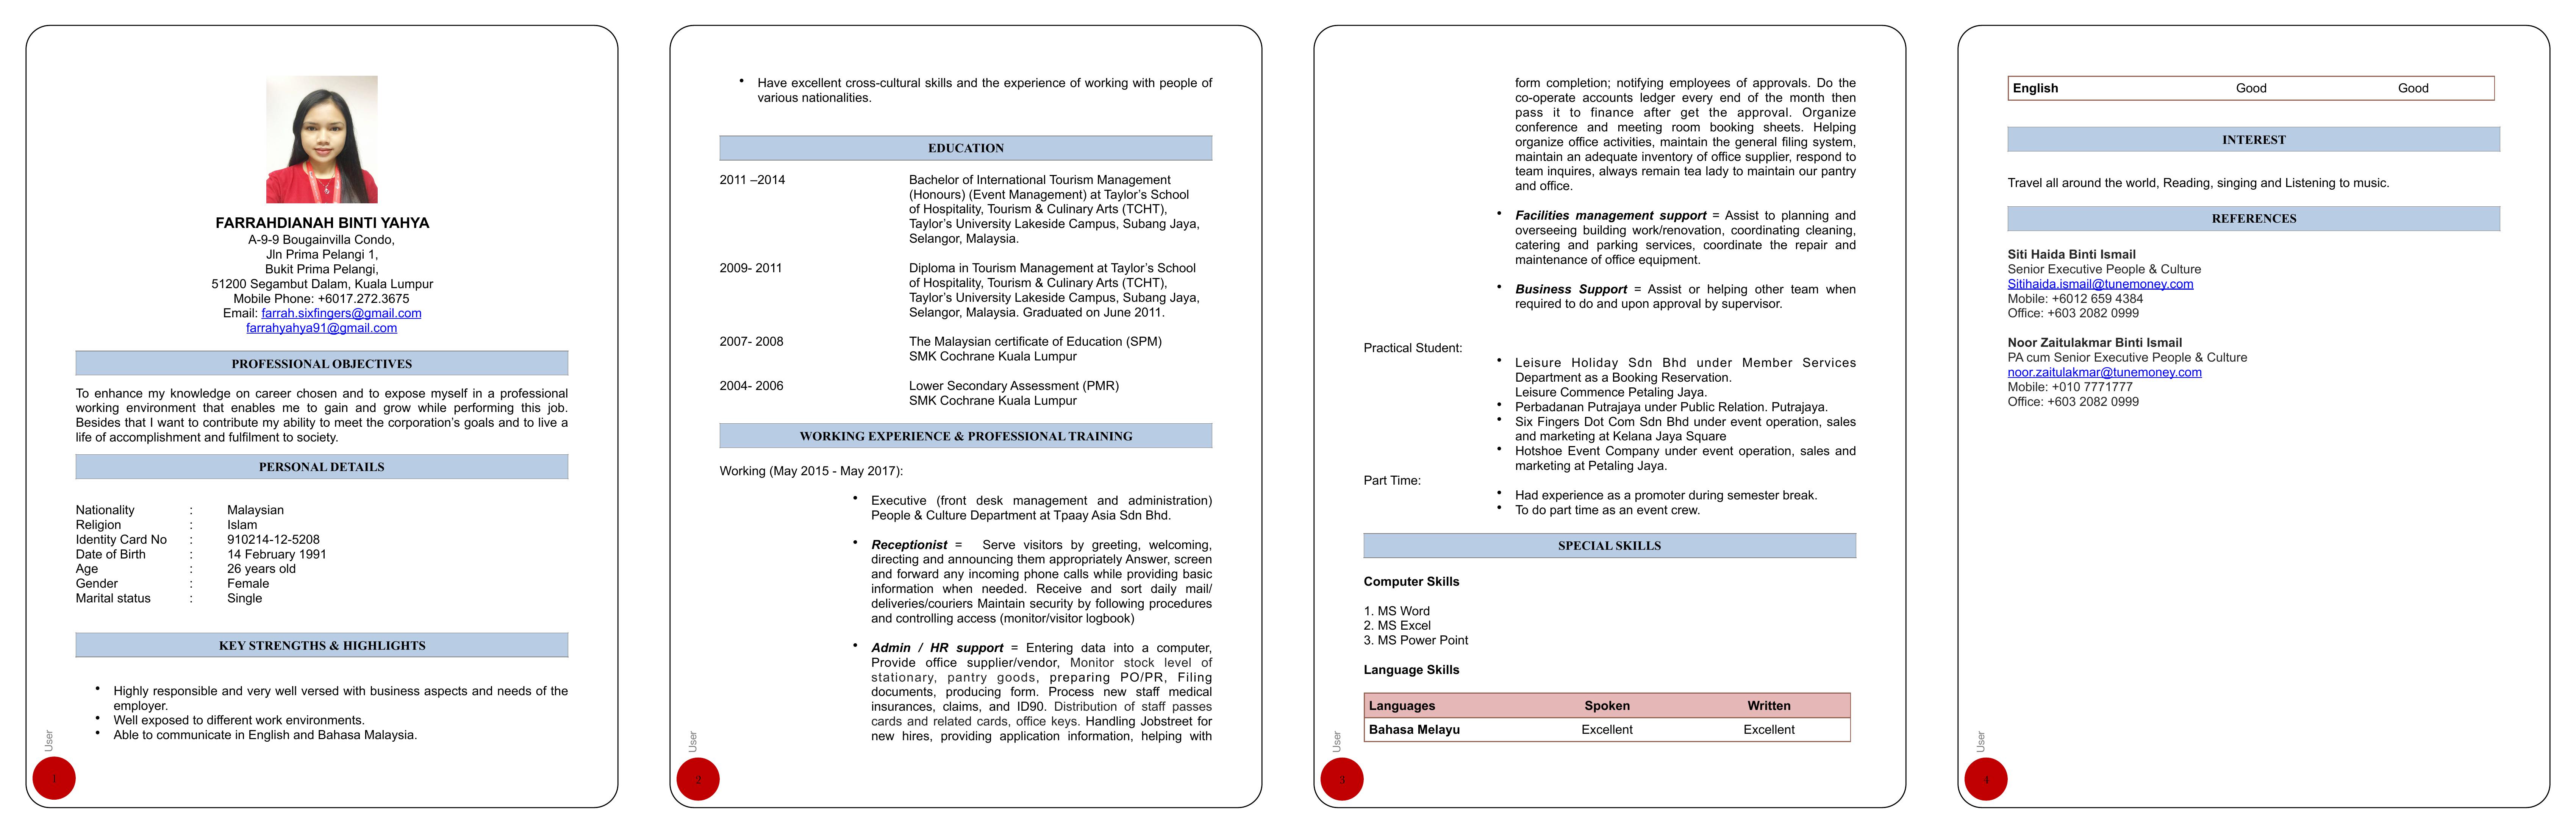 FARRAHDIANAH BINTI YAHYA
A-9-9 Bougainvilla Condo,
Jln Prima Pelangi 1,
Bukit Prima Pelangi,
51200 Segambut Dalam, Kuala Lumpur
Mobile Phone: +6017.272.3675
Email: farrah.sixfingers@gmail.com
farrahyahya91@gmail.com
PROFESSIONAL OBJECTIVES
To enhance my knowledge on career chosen and to expose myself in a professional
working environment that enables me to gain and grow while performing this job.
Besides that I want to contribute my ability to meet the corporation's goals and to live a
life of accomplishment and fulfilment to society.
PERSONAL DETAILS
Nationality : Malaysian
Religion : Islam
Identity Card No : 910214-12-5208
Date of Birth : 14 February 1991
Age : 26 years old
Gender : Female
Marital status : Single
KEY STRENGTHS & HIGHLIGHTS
• Highly responsible and very well versed with business aspects and needs of the
employer.
• Well exposed to different work environments.
• Able to communicate in English and Bahasa Malaysia.
User
1
• Have excellent cross-cultural skills and the experience of working with people of
various nationalities.
EDUCATION
2011 –2014 Bachelor of International Tourism Management
(Honours) (Event Management) at Taylor's School
of Hospitality, Tourism & Culinary Arts (TCHT),
Taylor's University Lakeside Campus, Subang Jaya,
Selangor, Malaysia.
2009- 2011 Diploma in Tourism Management at Taylor's School
of Hospitality, Tourism & Culinary Arts (TCHT),
Taylor's University Lakeside Campus, Subang Jaya,
Selangor, Malaysia. Graduated on June 2011.
2007- 2008 The Malaysian certificate of Education (SPM)
SMK Cochrane Kuala Lumpur
2004- 2006 Lower Secondary Assessment (PMR)
SMK Cochrane Kuala Lumpur
WORKING EXPERIENCE & PROFESSIONAL TRAINING
Working (May 2015 - May 2017):
• Executive (front desk management and administration)
People & Culture Department at Tpaay Asia Sdn Bhd.
• Receptionist = Serve visitors by greeting, welcoming,
directing and announcing them appropriately Answer, screen
and forward any incoming phone calls while providing basic
information when needed. Receive and sort daily mail/
deliveries/couriers Maintain security by following procedures
and controlling access (monitor/visitor logbook)
• Admin / HR support = Entering data into a computer,
Provide office supplier/vendor, Monitor stock level of
stationary, pantry goods, preparing PO/PR, Filing
documents, producing form. Process new staff medical
insurances, claims, and ID90. Distribution of staff passes
cards and related cards, office keys. Handling Jobstreet for
new hires, providing application information, helping with
User
2
form completion; notifying employees of approvals. Do the
co-operate accounts ledger every end of the month then
pass it to finance after get the approval. Organize
conference and meeting room booking sheets. Helping
organize office activities, maintain the general filing system,
maintain an adequate inventory of office supplier, respond to
team inquires, always remain tea lady to maintain our pantry
and office.
• Facilities management support = Assist to planning and
overseeing building work/renovation, coordinating cleaning,
catering and parking services, coordinate the repair and
maintenance of office equipment.
• Business Support = Assist or helping other team when
required to do and upon approval by supervisor.
Practical Student:
• Leisure Holiday Sdn Bhd under Member Services
Department as a Booking Reservation.
Leisure Commence Petaling Jaya.
• Perbadanan Putrajaya under Public Relation. Putrajaya.
• Six Fingers Dot Com Sdn Bhd under event operation, sales
and marketing at Kelana Jaya Square
• Hotshoe Event Company under event operation, sales and
marketing at Petaling Jaya.
Part Time:
• Had experience as a promoter during semester break.
• To do part time as an event crew.
SPECIAL SKILLS
Computer Skills
1. MS Word
2. MS Excel
3. MS Power Point
Language Skills
Languages Spoken Written
Bahasa Melayu Excellent Excellent
User
3
English Good Good
INTEREST
Travel all around the world, Reading, singing and Listening to music.
REFERENCES
Siti Haida Binti Ismail
Senior Executive People & Culture
Sitihaida.ismail@tunemoney.com
Mobile: +6012 659 4384
Office: +603 2082 0999
Noor Zaitulakmar Binti Ismail
PA cum Senior Executive People & Culture
noor.zaitulakmar@tunemoney.com
Mobile: +010 7771777
Office: +603 2082 0999
User
4